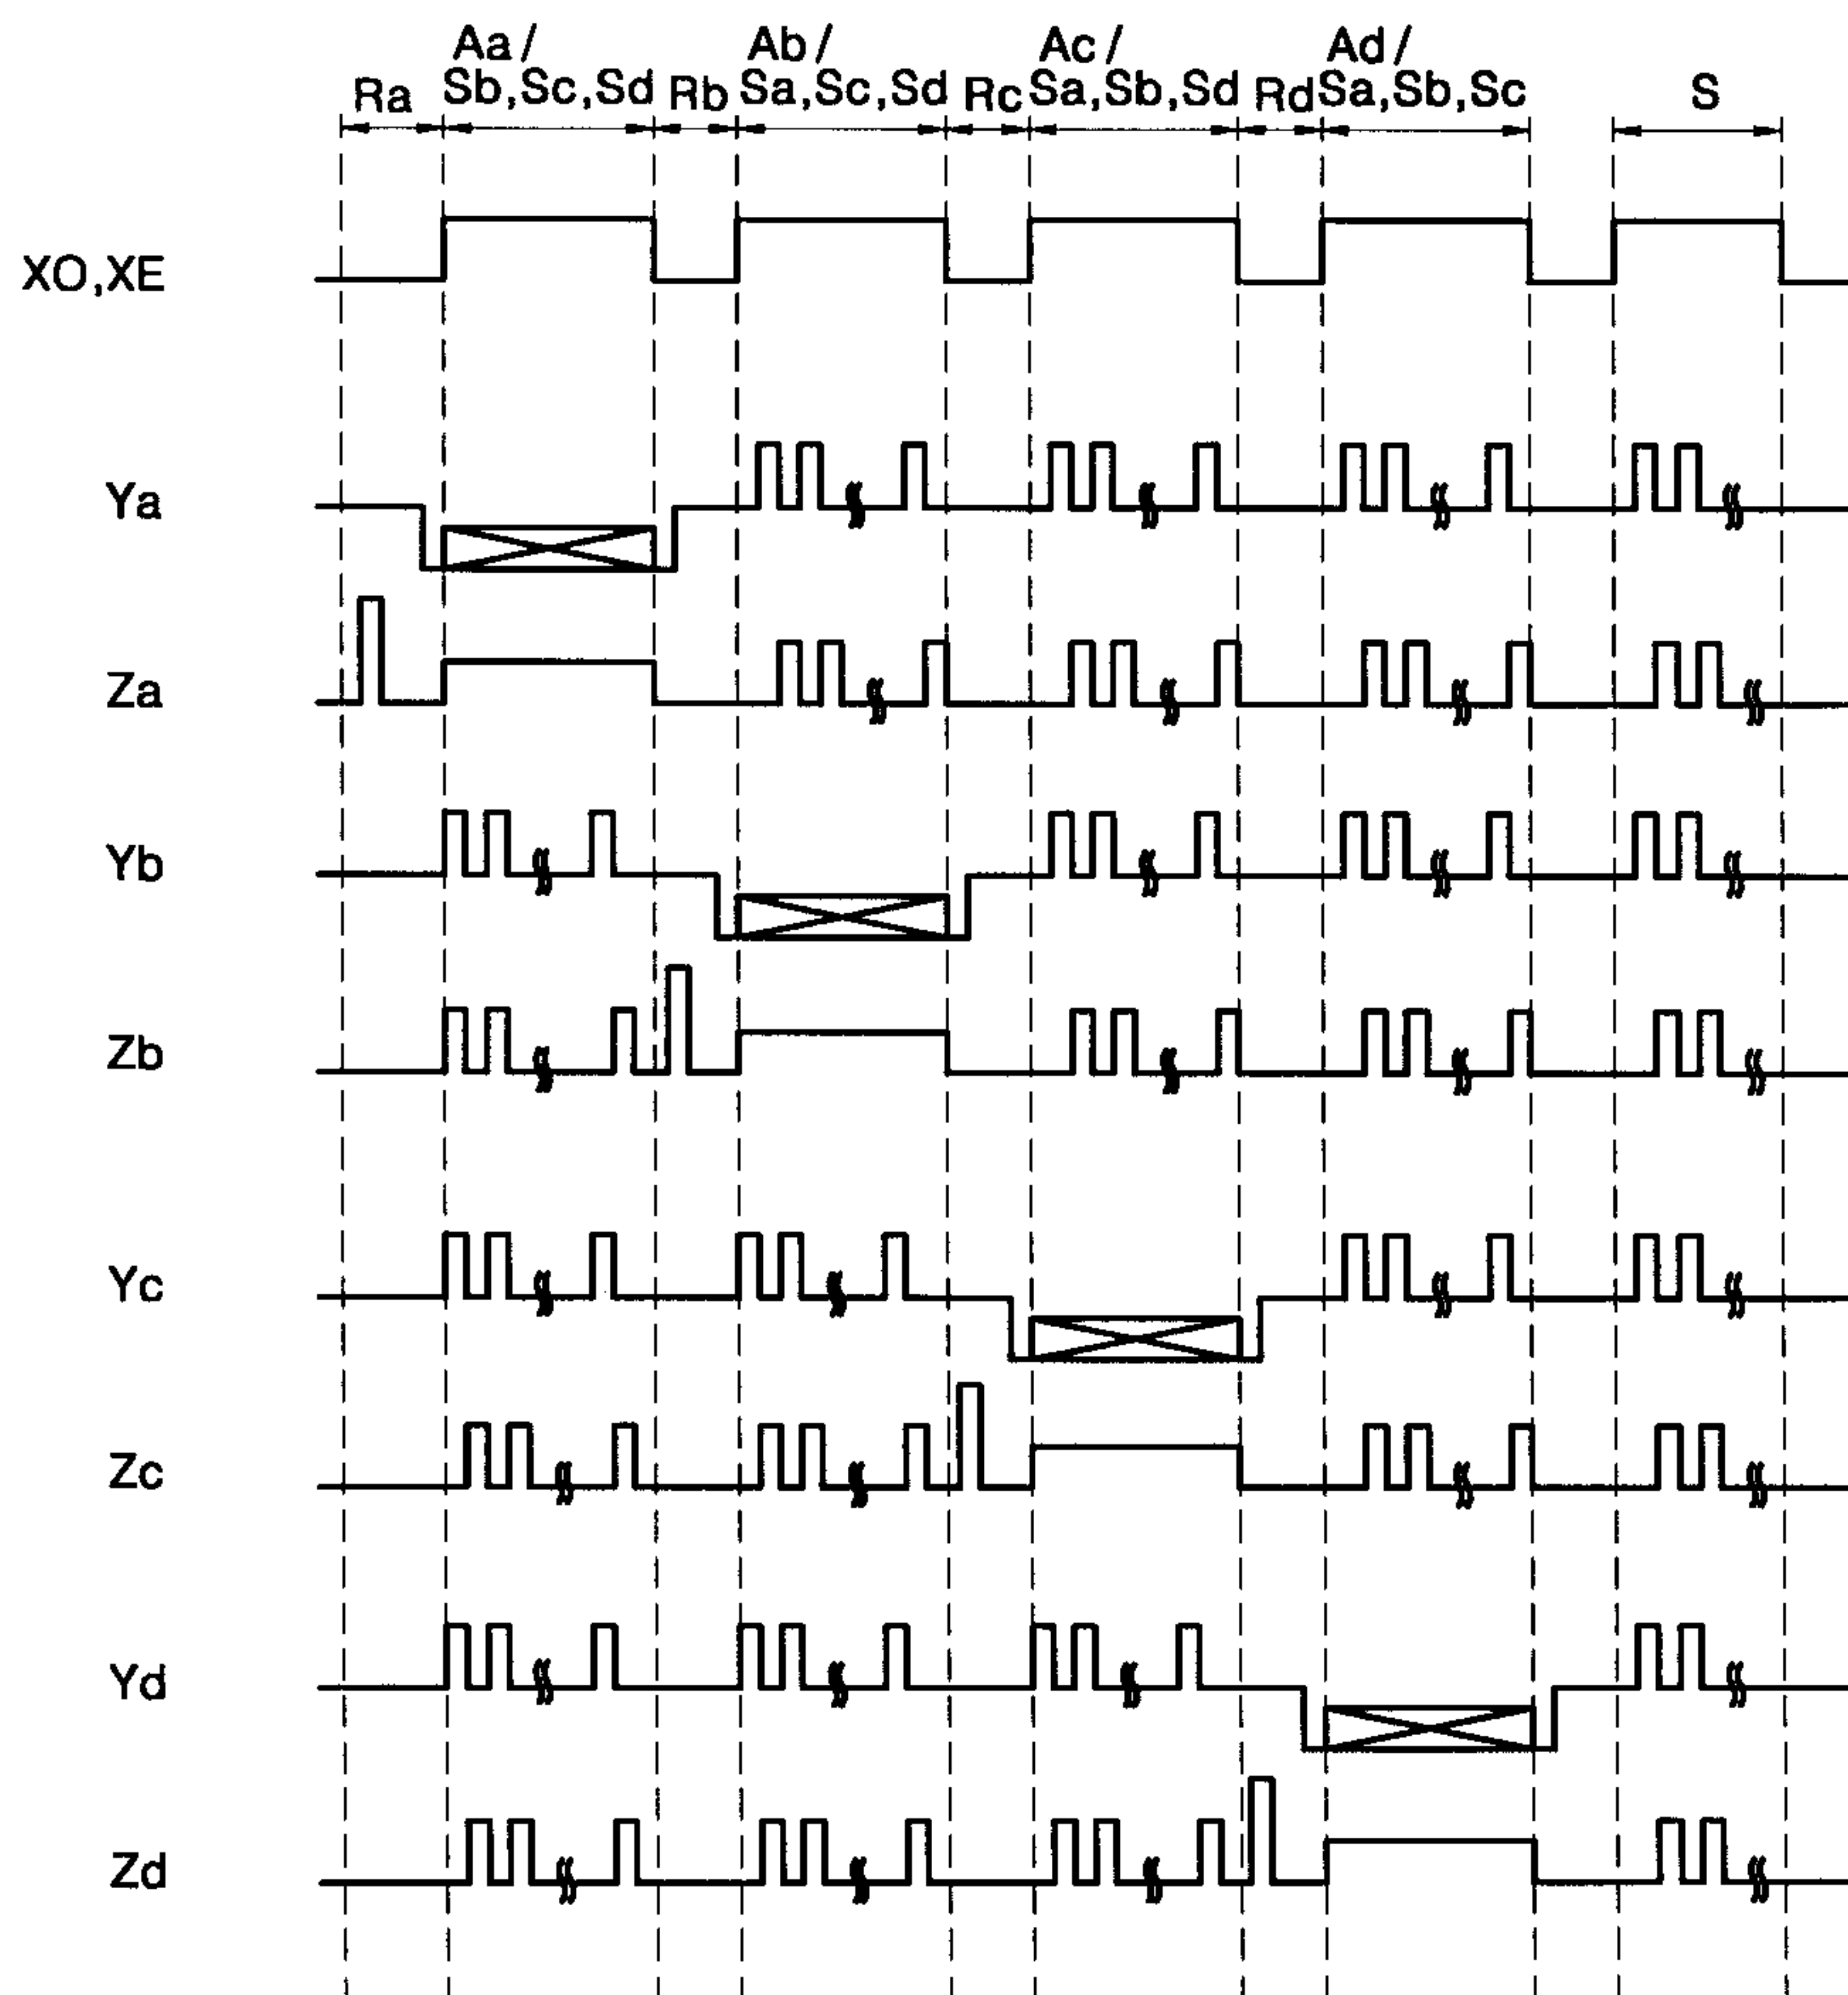 Aa/ Ab/ Ac/ Ad/
Ra Sb,Sc,Sd Rb Sa,Sc,Sd Rc Sa,Sb,Sd Rd Sa,Sb,Sc S
XO,XE
Ya
Za
Yb
Zb
Yc
Zc
Yd
Zd